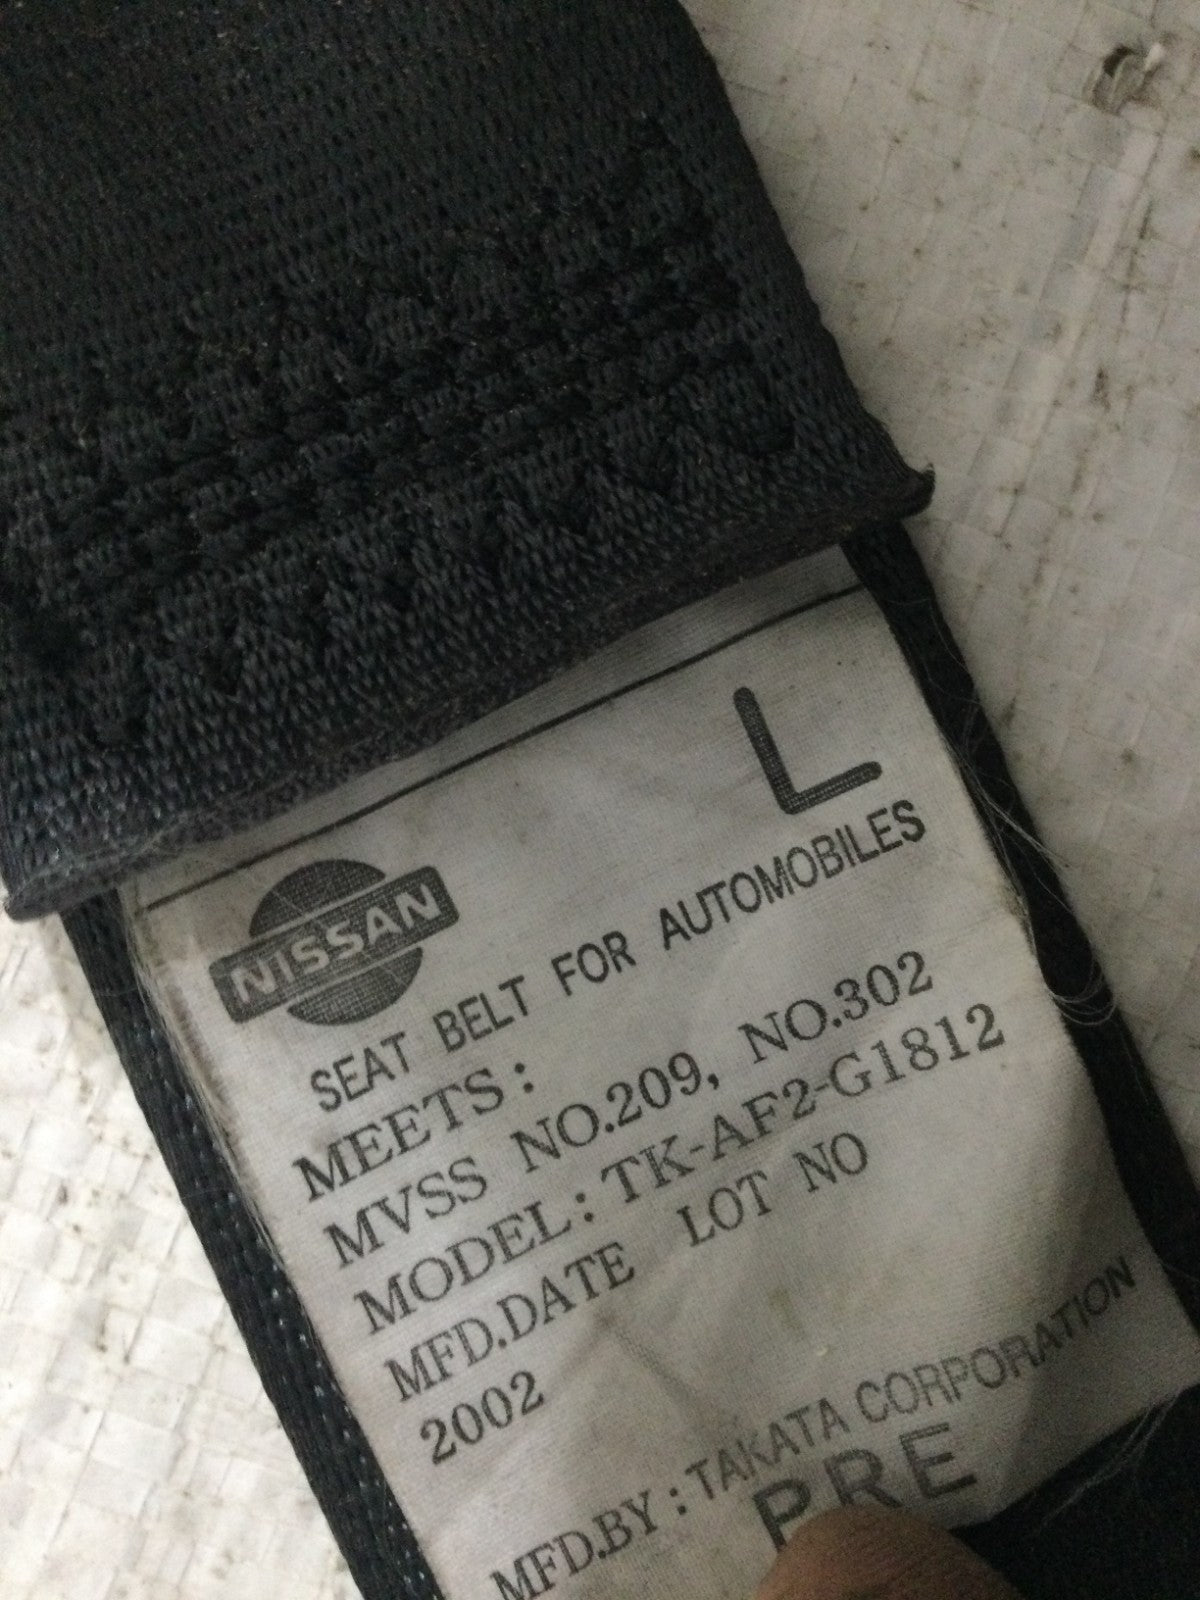 L
NISSAN
SEAT BELT FOR AUTOMOBILES
MEETS:
MVSS NO.209, NO.302
MODEL: TK-AF2-G1812
MFD.DATE LOT NO
2002
MFD.BY : TAKATA CORPORATION
PRE